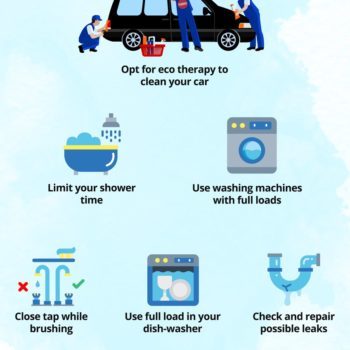 Opt for eco therapy to
clean your car
Limit your shower
time
Use washing machines
with full loads
Close tap while
brushing
Use full load in your
dish-washer
Check and repair
possible leaks